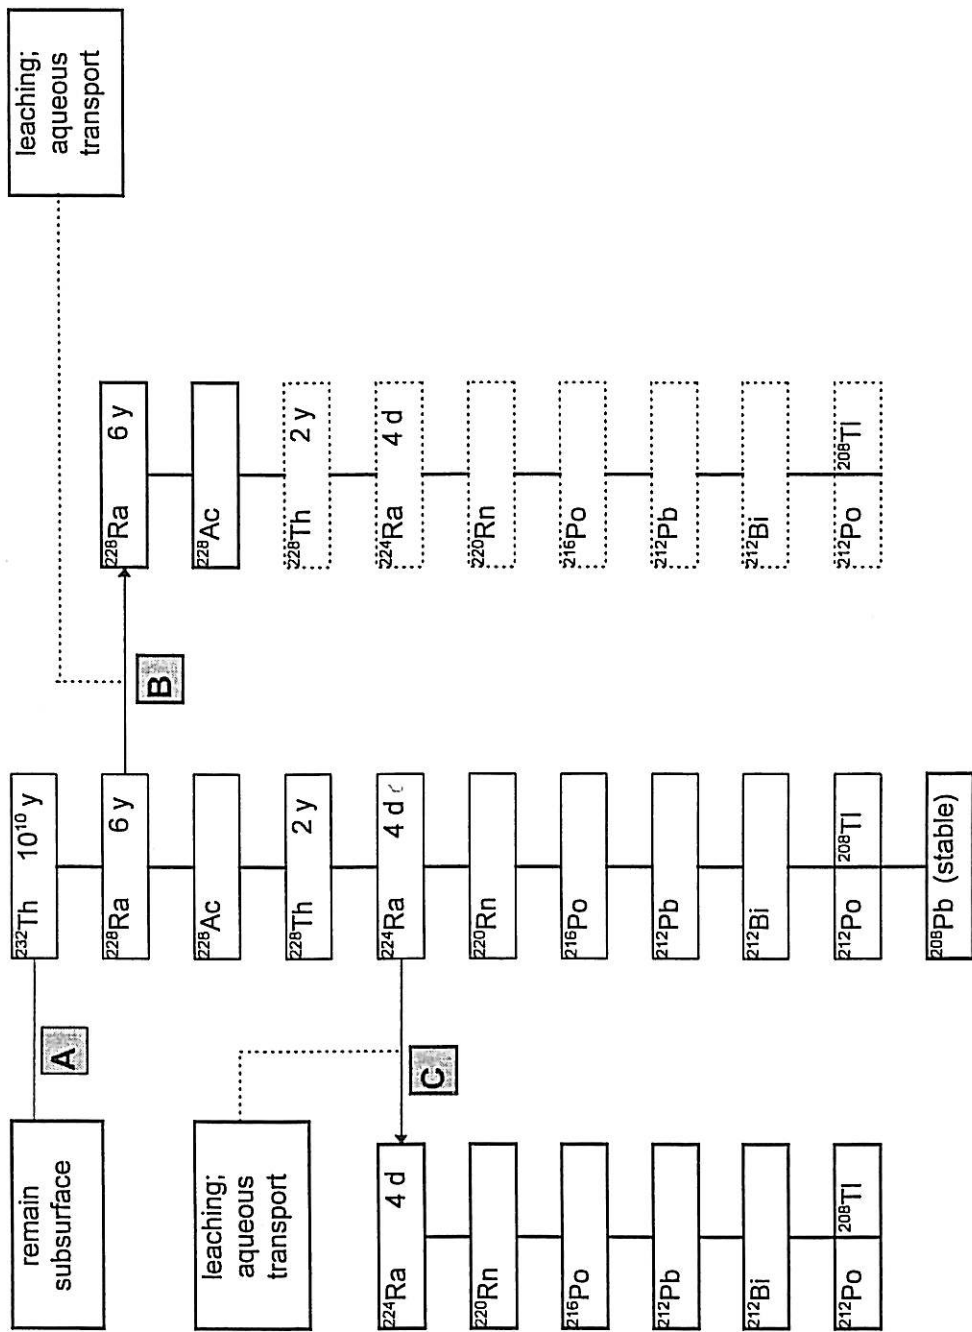 remain
subsurface
A
²³²Th 10¹⁰ y
²²⁸Ra 6 y
²²⁸Ac
²²⁸Th 2 y
²²⁴Ra 4 d
²²⁰Rn
²¹⁶Po
²¹²Pb
²¹²Bi
²¹²Po ²⁰⁸Tl
²⁰⁸Pb (stable)
leaching;
aqueous
transport
C
²²⁴Ra 4 d
²²⁰Rn
²¹⁶Po
²¹²Pb
²¹²Bi
²¹²Po ²⁰⁸Tl
leaching;
aqueous
transport
B
²²⁸Ra 6 y
²²⁸Ac
²²⁸Th 2 y
²²⁴Ra 4 d
²²⁰Rn
²¹⁶Po
²¹²Pb
²¹²Bi
²¹²Po ²⁰⁸Tl